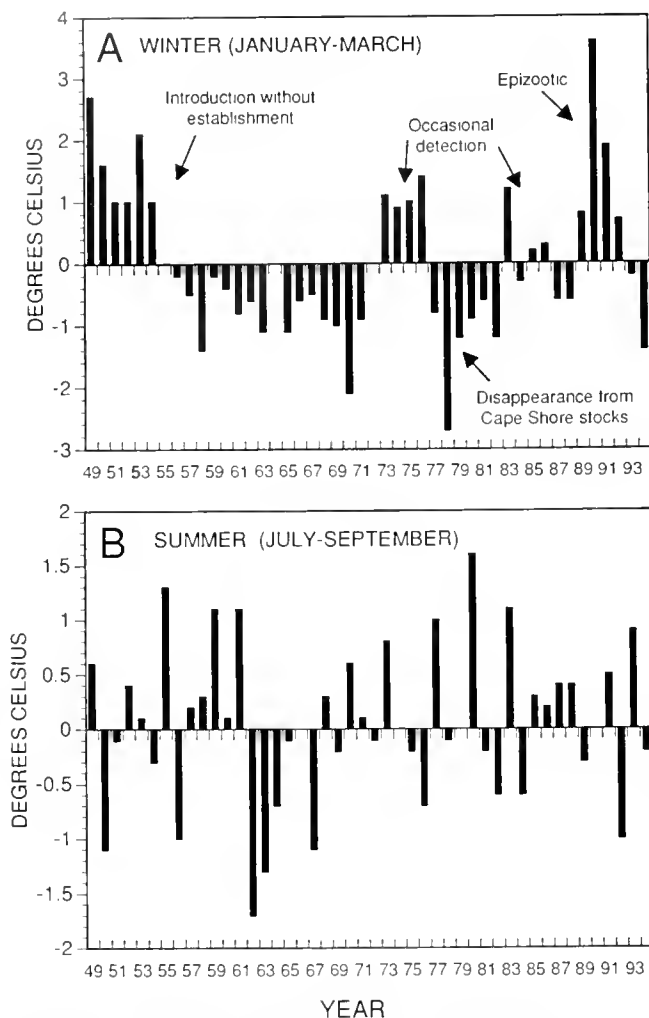 A WINTER (JANUARY-MARCH)
Introduction without
establishment
Occasional
detection
Epizootic
Disappearance from
Cape Shore stocks
DEGREES CELSIUS
4
3
2
1
0
-1
-2
-3
49 51 53 55 57 59 61 63 65 67 69 71 73 75 77 79 81 83 85 87 89 91 93
B SUMMER (JULY-SEPTEMBER)
DEGREES CELSIUS
2
1.5
1
0.5
0
-0.5
-1
-1.5
-2
49 51 53 55 57 59 61 63 65 67 69 71 73 75 77 79 81 83 85 87 89 91 93
YEAR